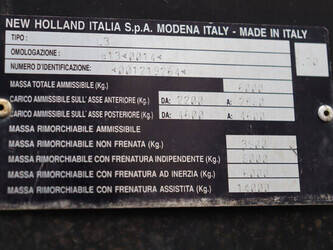 NEW HOLLAND ITALIA S.p.A. MODENA ITALY - MADE IN ITALY
TIPO:
OMOLOGAZIONE:
NUMERO D'IDENTIFICAZIONE: *001219264*
MASSA TOTALE AMMISSIBILE (Kg.)
CARICO AMMISSIBILE SULL'ASSE ANTERIORE (Kg.) DA: 2200 A:
CARICO AMMISSIBILE SULL'ASSE POSTERIORE (Kg.) DA: A:
MASSA RIMORCHIABILE AMMISSIBILE
MASSA RIMORCHIABILE NON FRENATA (Kg.)
MASSA RIMORCHIABILE CON FRENATURA INDIPENDENTE (Kg.)
MASSA RIMORCHIABILE CON FRENATURA AD INERZIA (Kg.)
MASSA RIMORCHIABILE CON FRENATURA ASSISTITA (Kg.) 14000